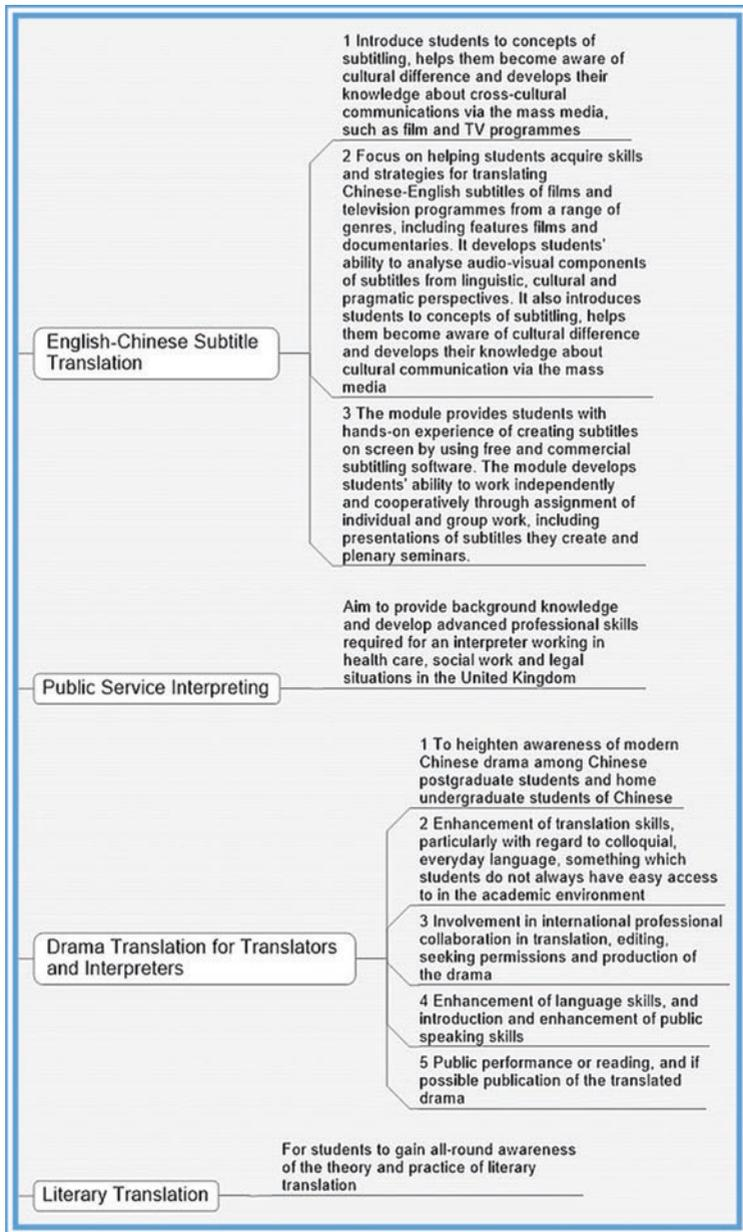 1 Introduce students to concepts of
subtitling, helps them become aware of
cultural difference and develops their
knowledge about cross-cultural
communications via the mass media,
such as film and TV programmes
2 Focus on helping students acquire skills
and strategies for translating
Chinese-English subtitles of films and
television programmes from a range of
genres, including features films and
documentaries. It develops students'
ability to analyse audio-visual components
of subtitles from linguistic, cultural and
pragmatic perspectives. It also introduces
students to concepts of subtitling, helps
them become aware of cultural difference
and develops their knowledge about
cultural communication via the mass
media
English-Chinese Subtitle
Translation
3 The module provides students with
hands-on experience of creating subtitles
on screen by using free and commercial
subtitling software. The module develops
students' ability to work independently
and cooperatively through assignment of
individual and group work, including
presentations of subtitles they create and
plenary seminars.
Aim to provide background knowledge
and develop advanced professional skills
required for an interpreter working in
health care, social work and legal
situations in the United Kingdom
Public Service Interpreting
1 To heighten awareness of modern
Chinese drama among Chinese
postgraduate students and home
undergraduate students of Chinese
2 Enhancement of translation skills,
particularly with regard to colloquial,
everyday language, something which
students do not always have easy access
to in the academic environment
Drama Translation for Translators
and Interpreters
3 Involvement in international professional
collaboration in translation, editing,
seeking permissions and production of
the drama
4 Enhancement of language skills, and
introduction and enhancement of public
speaking skills
5 Public performance or reading, and if
possible publication of the translated
drama
For students to gain all-round awareness
of the theory and practice of literary
translation
Literary Translation